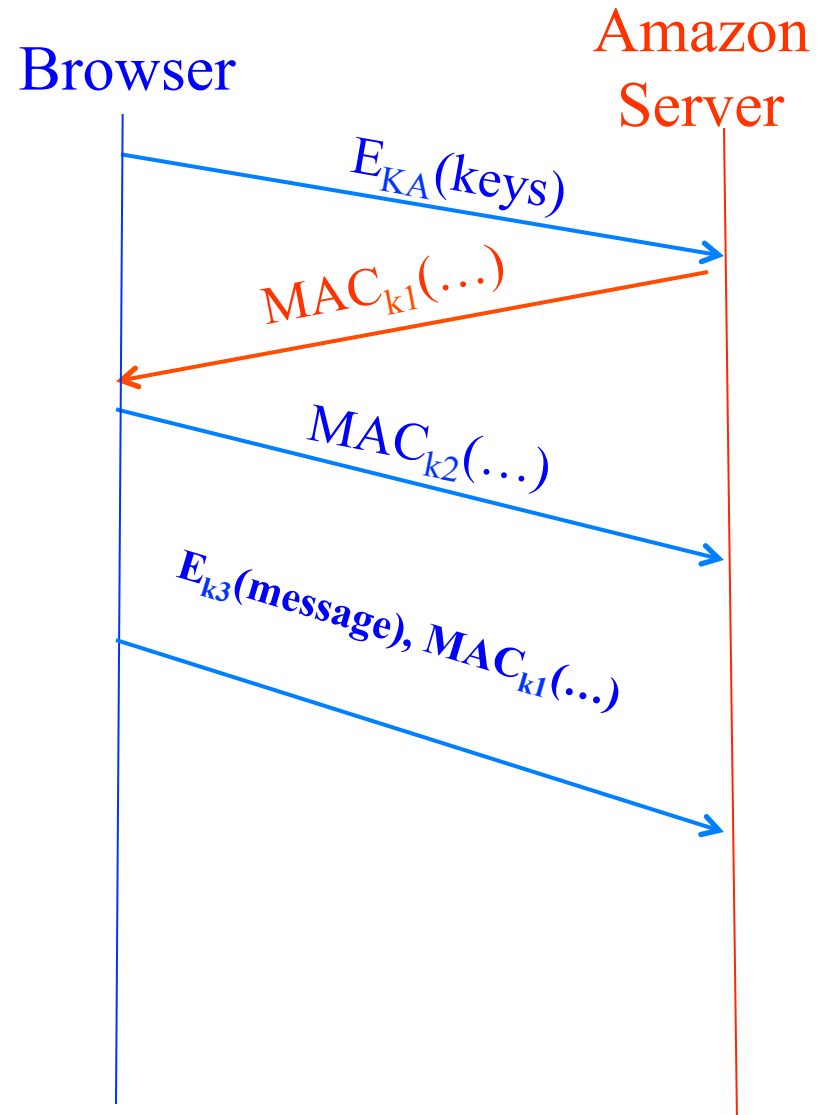 Browser
Amazon
Server
E_KA(keys)
MAC_k1(…)
MAC_k2(…)
E_k3(message), MAC_k1(…)